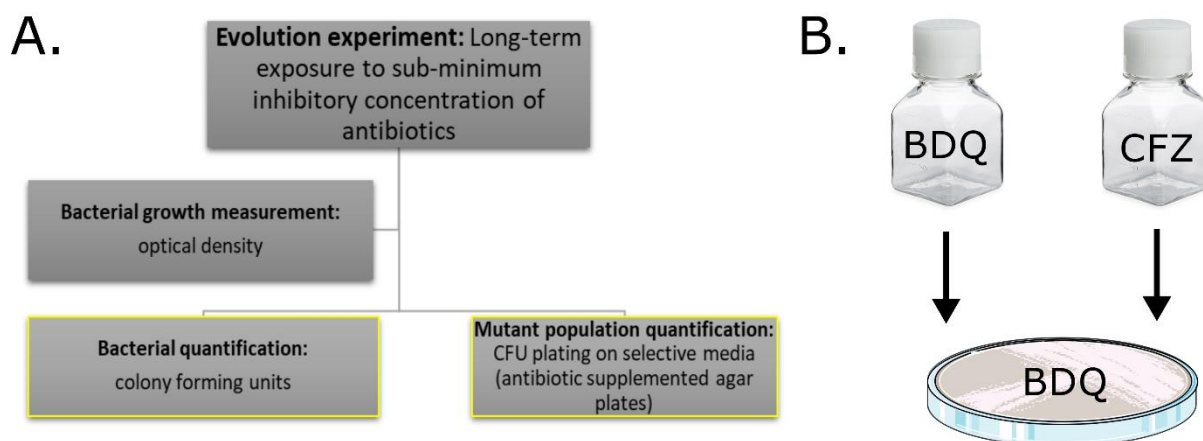 A.
Evolution experiment: Long-term
exposure to sub-minimum
inhibitory concentration of
antibiotics
Bacterial growth measurement:
optical density
Bacterial quantification:
colony forming units
Mutant population quantification:
CFU plating on selective media
(antibiotic supplemented agar
plates)
B.
BDQ
CFZ
BDQ